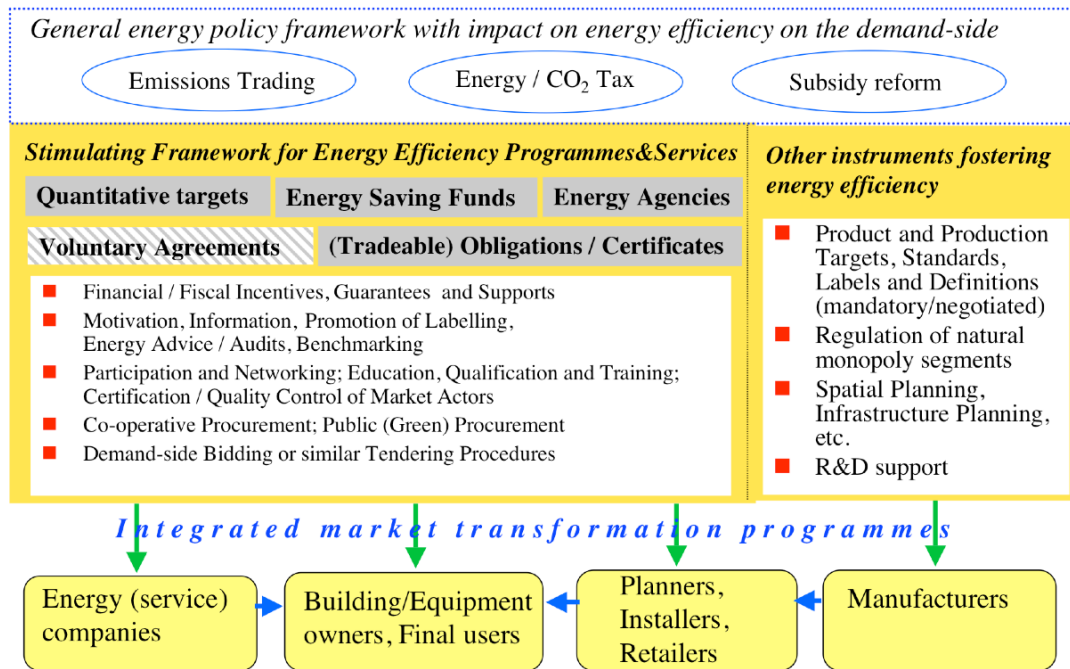 General energy policy framework with impact on energy efficiency on the demand-side
Emissions Trading
Energy / CO₂ Tax
Subsidy reform
Stimulating Framework for Energy Efficiency Programmes&Services
Quantitative targets
Energy Saving Funds
Energy Agencies
Voluntary Agreements
(Tradeable) Obligations / Certificates
Financial / Fiscal Incentives, Guarantees and Supports
Motivation, Information, Promotion of Labelling,
Energy Advice / Audits, Benchmarking
Participation and Networking; Education, Qualification and Training;
Certification / Quality Control of Market Actors
Co-operative Procurement; Public (Green) Procurement
Demand-side Bidding or similar Tendering Procedures
Other instruments fostering
energy efficiency
Product and Production
Targets, Standards,
Labels and Definitions
(mandatory/negotiated)
Regulation of natural
monopoly segments
Spatial Planning,
Infrastructure Planning,
etc.
R&D support
Integrated market transformation programmes
Energy (service)
companies
Building/Equipment
owners, Final users
Planners,
Installers,
Retailers
Manufacturers